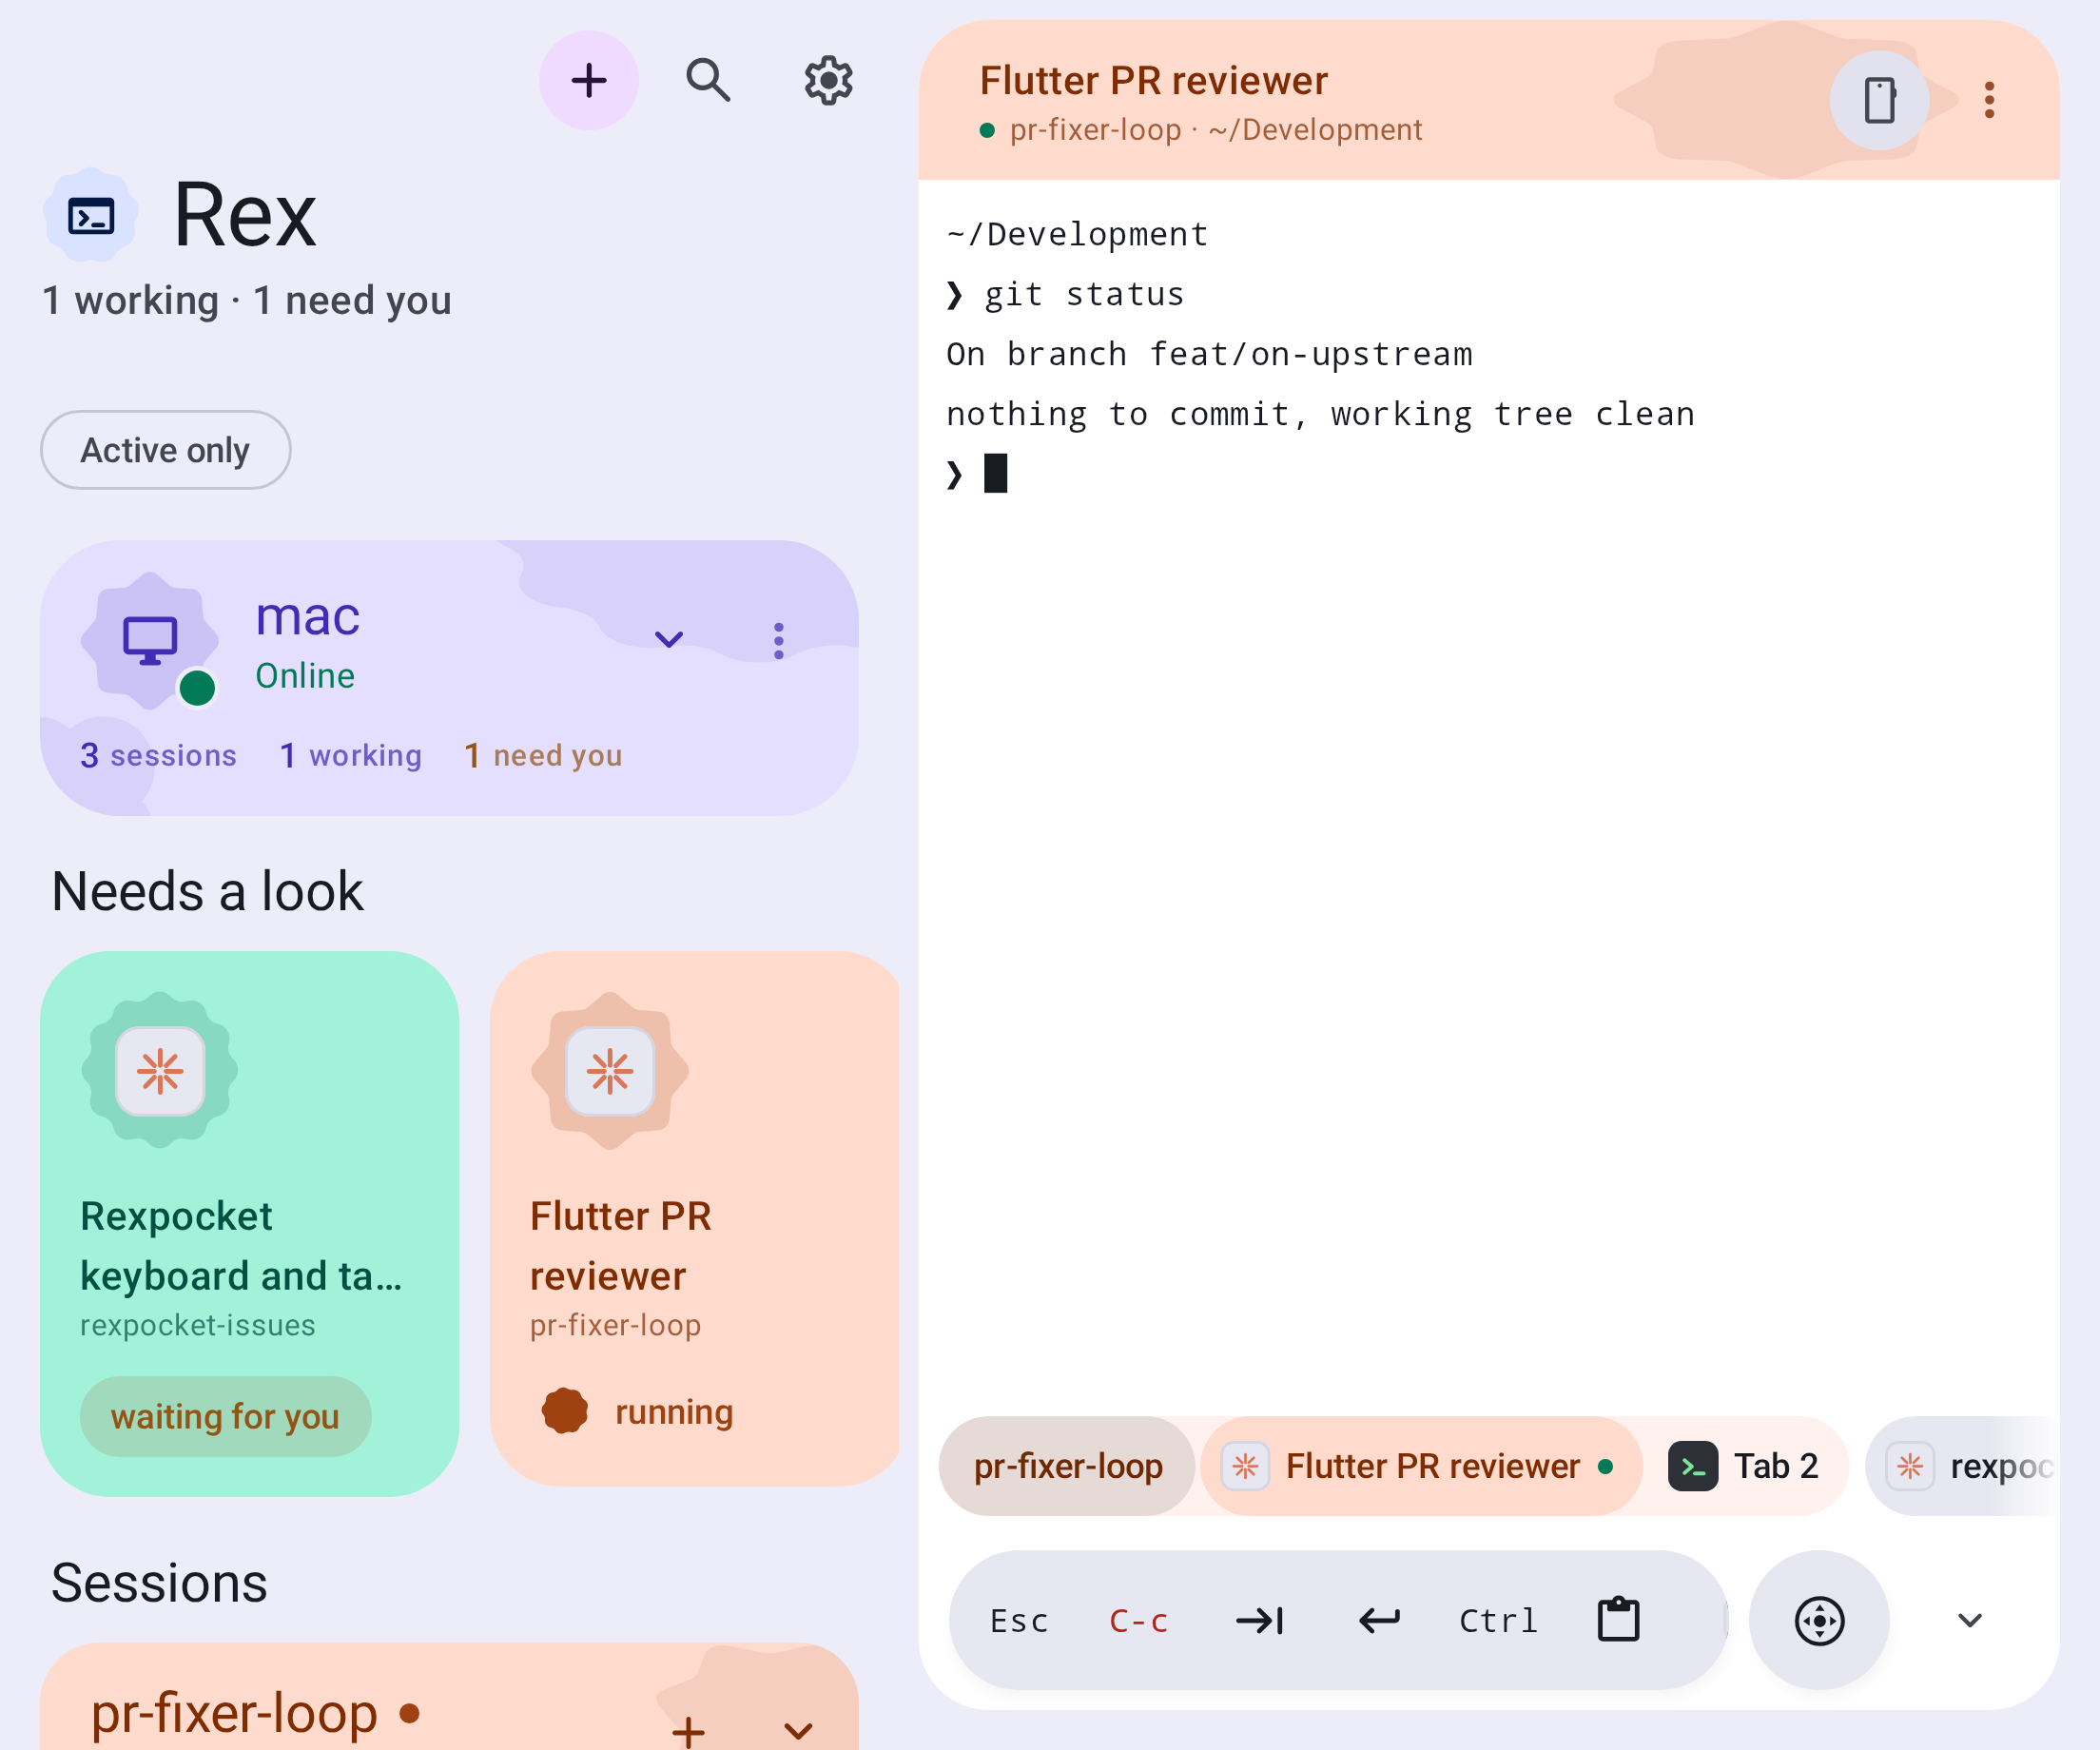 Rex
1 working · 1 need you
Active only
mac
Online
3 sessions 1 working 1 need you
Needs a look
Rexpocket
keyboard and ta…
rexpocket-issues
waiting for you
Flutter PR
reviewer
pr-fixer-loop
running
Sessions
pr-fixer-loop
Flutter PR reviewer
pr-fixer-loop · ~/Development
~/Development
❯ git status
On branch feat/on-upstream
nothing to commit, working tree clean
❯
pr-fixer-loop Flutter PR reviewer Tab 2 rexpoc
Esc C-c Ctrl